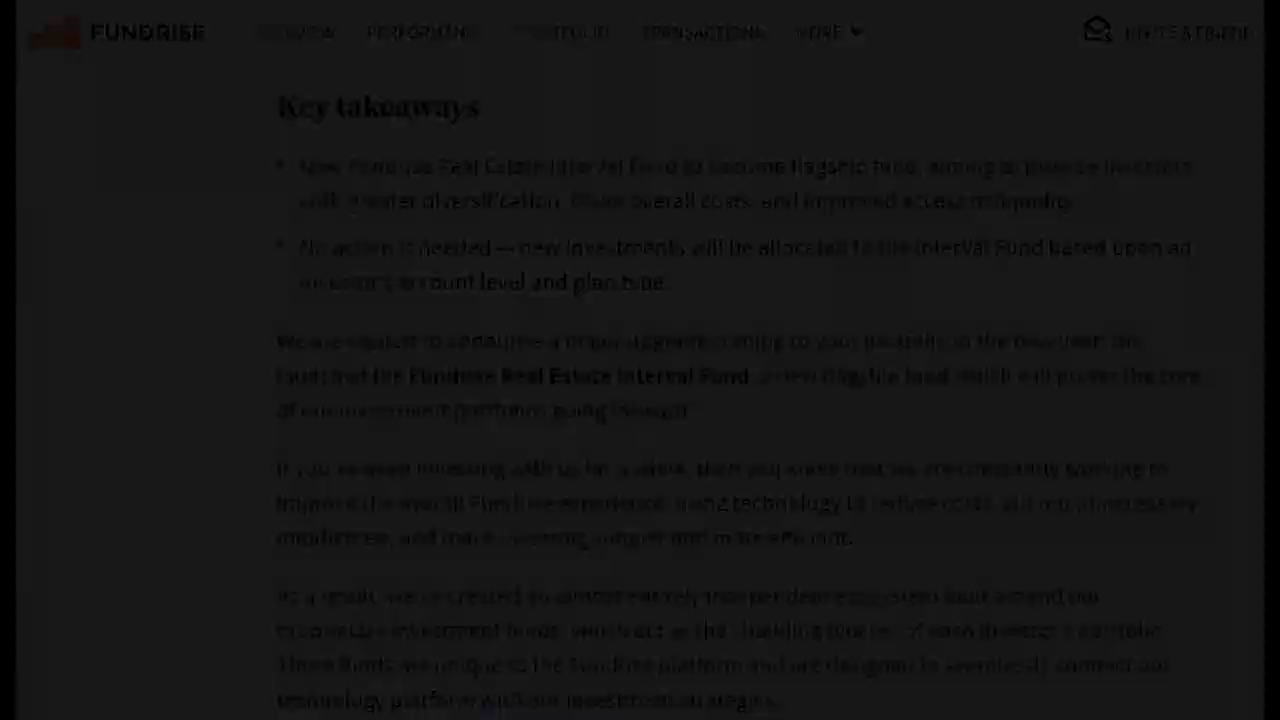 FUNDRISE OVERVIEW PERFORMANCE PORTFOLIO TRANSACTIONS MORE INVITE A FRIEND
Key takeaways
New Fundrise Real Estate Interval Fund to become flagship fund, aiming to provide investors
with greater diversification, lower overall costs, and improved access to liquidity.
No action is needed — new investments will be allocated to the Interval Fund based upon an
investor's account level and plan type.
We are excited to announce a major upgrade coming to your portfolio in the new year: the
launch of the Fundrise Real Estate Interval Fund, a new flagship fund which will power the core
of our investment portfolios going forward.
If you've been investing with us for a while, then you know that we are constantly working to
improve the overall Fundrise experience, using technology to reduce costs, cut out unnecessary
middlemen, and make investing simpler and more efficient.
As a result, we've created an almost entirely independent ecosystem built around our
proprietary investment funds, which act as the building blocks of each investor's portfolio.
These funds are unique to the Fundrise platform and are designed to seamlessly connect our
technology platform with our investment strategies.